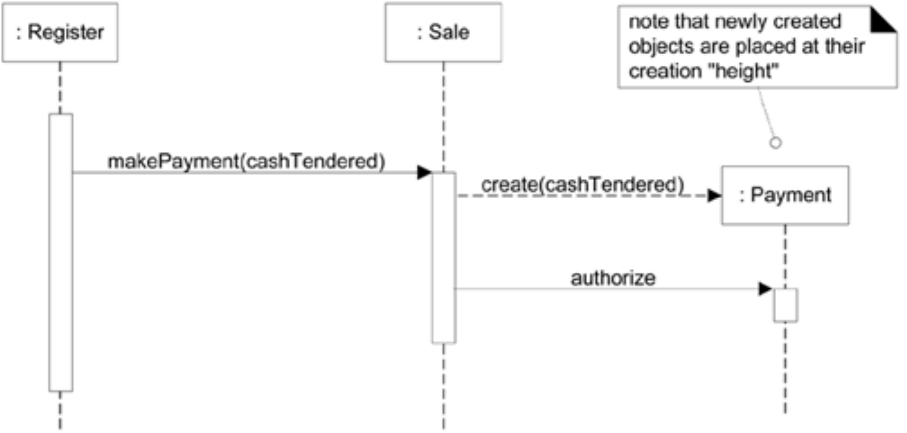 : Register
: Sale
note that newly created
objects are placed at their
creation "height"
makePayment(cashTendered)
create(cashTendered)
: Payment
authorize